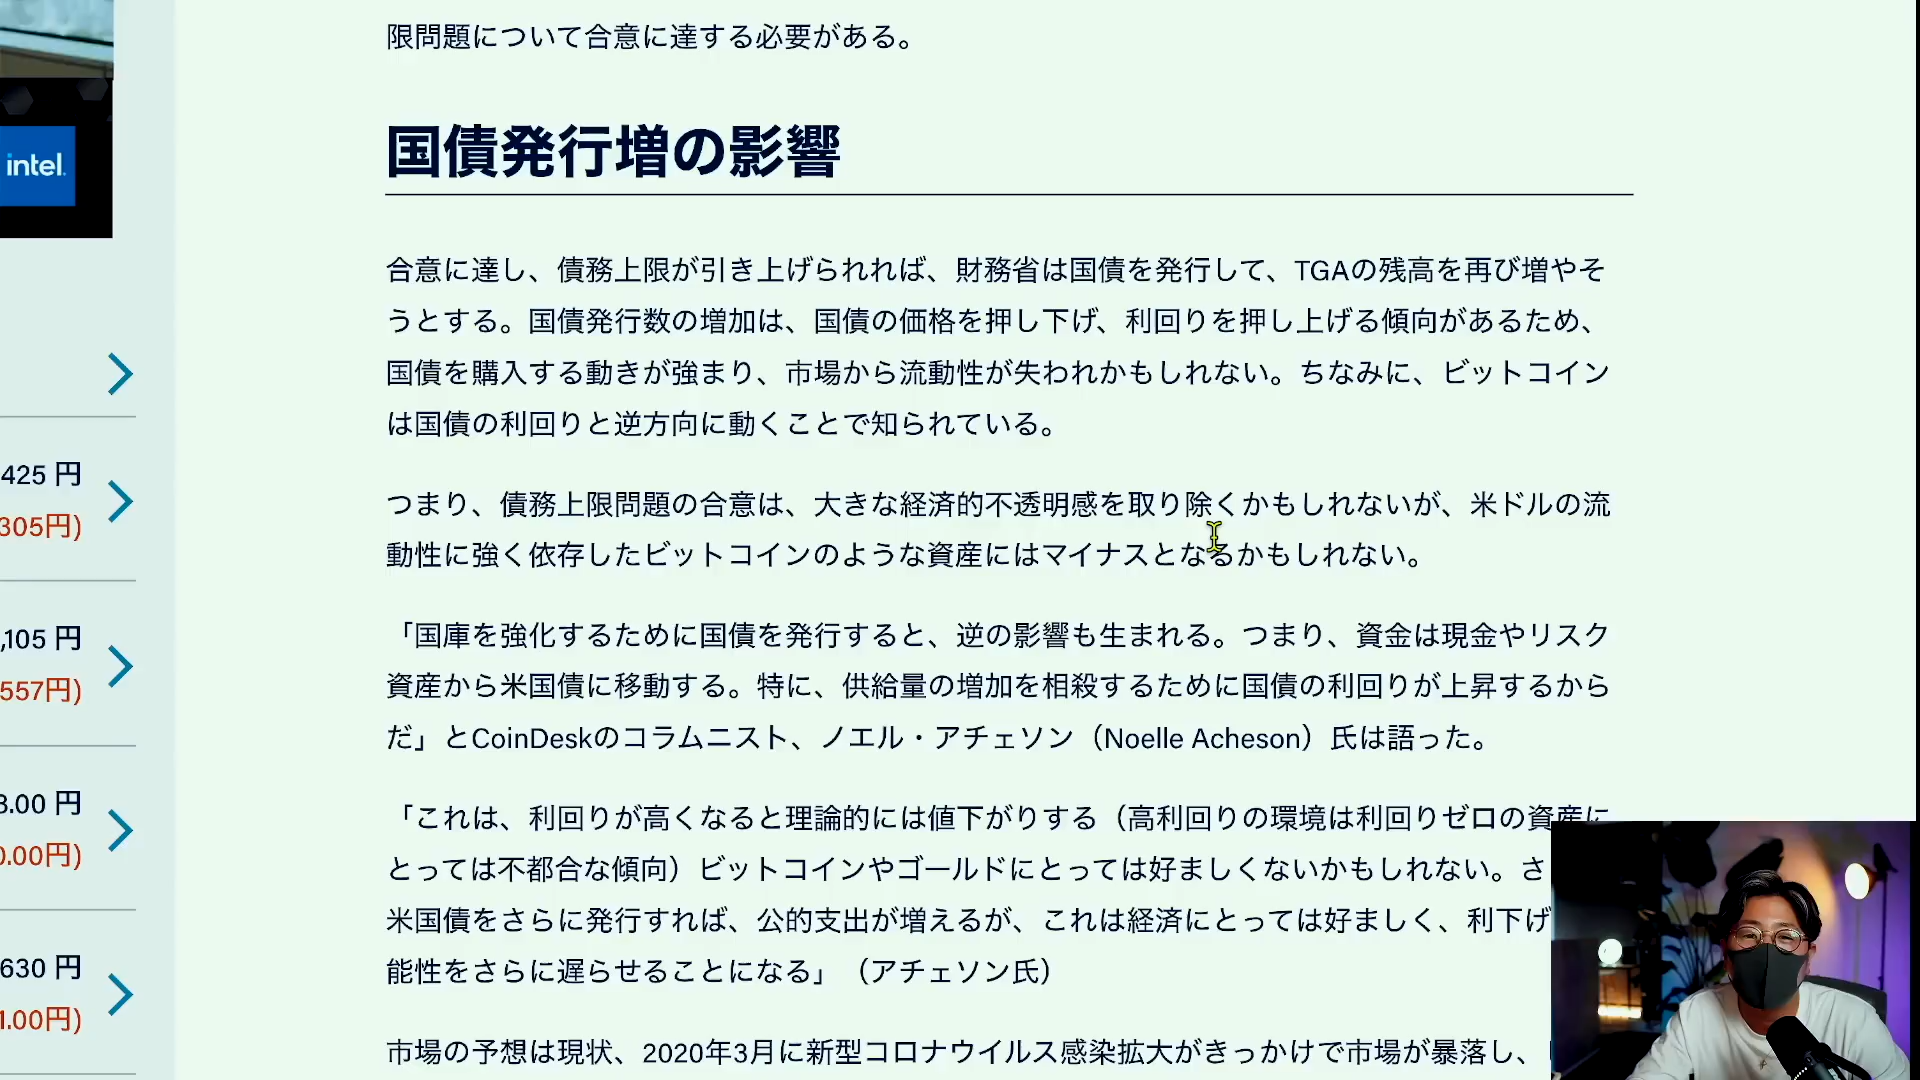 限問題について合意に達する必要がある。
国債発行増の影響
合意に達し、債務上限が引き上げられれば、財務省は国債を発行して、TGAの残高を再び増やそ
うとする。国債発行数の増加は、国債の価格を押し下げ、利回りを押し上げる傾向があるため、
国債を購入する動きが強まり、市場から流動性が失われかもしれない。ちなみに、ビットコイン
は国債の利回りと逆方向に動くことで知られている。
つまり、債務上限問題の合意は、大きな経済的不透明感を取り除くかもしれないが、米ドルの流
動性に強く依存したビットコインのような資産にはマイナスとなるかもしれない。
「国庫を強化するために国債を発行すると、逆の影響も生まれる。つまり、資金は現金やリスク
資産から米国債に移動する。特に、供給量の増加を相殺するために国債の利回りが上昇するから
だ」とCoinDeskのコラムニスト、ノエル・アチェソン（Noelle Acheson）氏は語った。
「これは、利回りが高くなると理論的には値下がりする（高利回りの環境は利回りゼロの資産に
とっては不都合な傾向）ビットコインやゴールドにとっては好ましくないかもしれない。さ
米国債をさらに発行すれば、公的支出が増えるが、これは経済にとっては好ましく、利下げ
能性をさらに遅らせることになる」（アチェソン氏）
市場の予想は現状、2020年3月に新型コロナウイルス感染拡大がきっかけで市場が暴落し、
intel.
425 円
305円)
,105 円
557円)
3.00 円
0.00円)
630 円
1.00円)